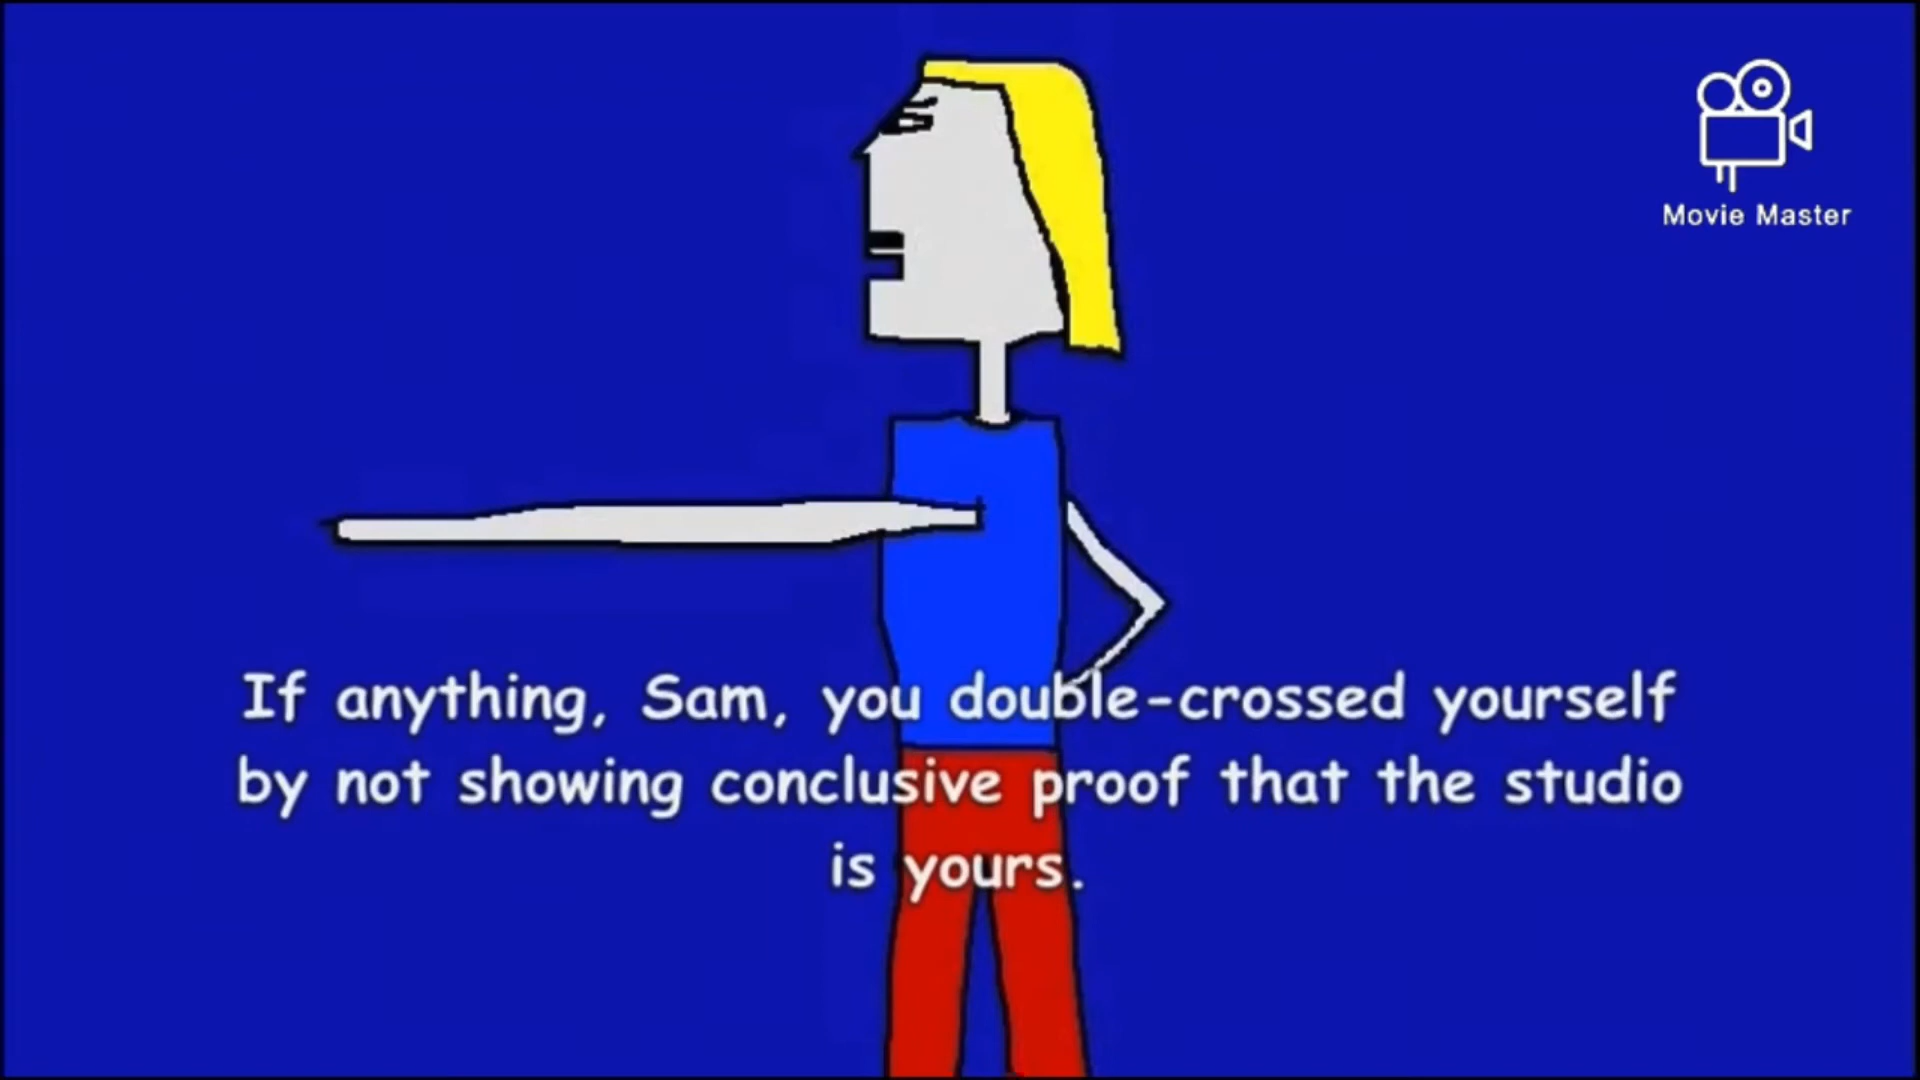 Movie Master
If anything, Sam, you double-crossed yourself
by not showing conclusive proof that the studio
is yours.